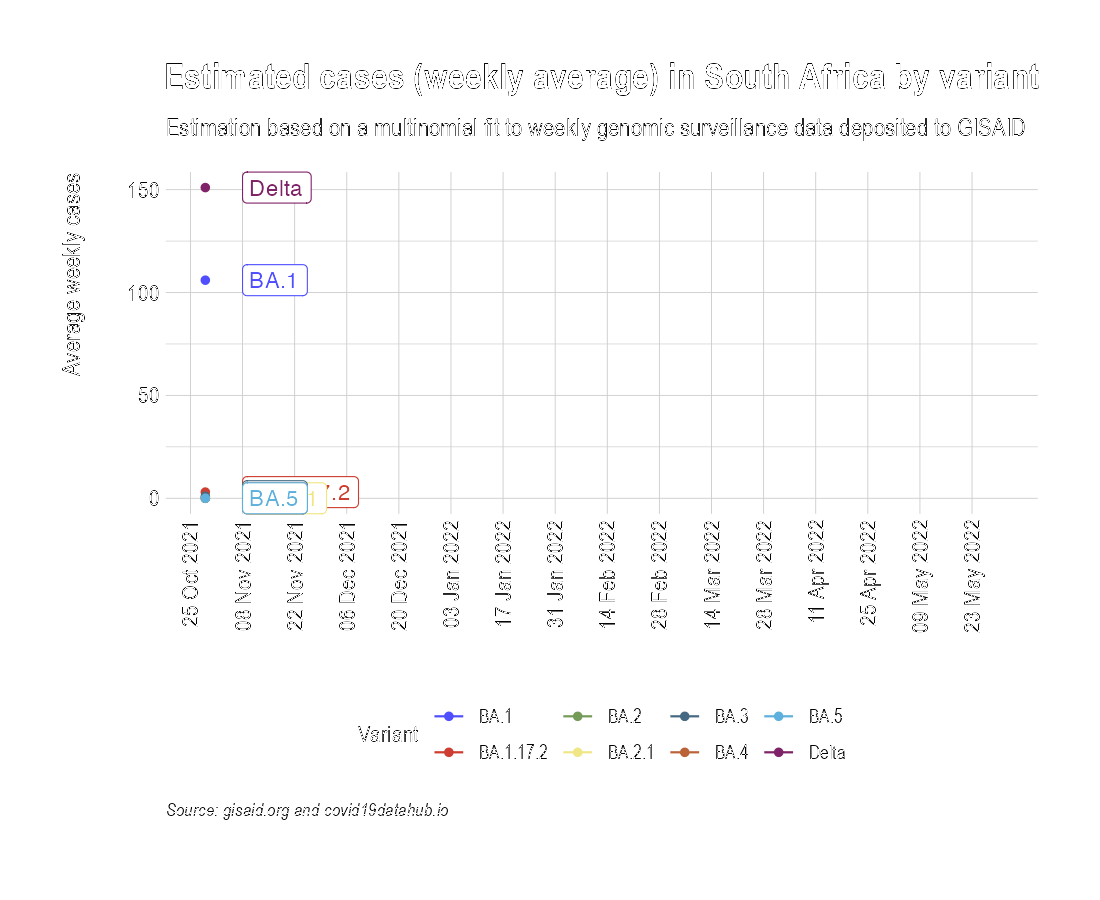 Estimated cases (weekly average) in South Africa by variant
Estimation based on a multinomial fit to weekly genomic surveillance data deposited to GISAID
Average weekly cases
150
100
50
0
Delta
BA.1
BA.5
1
7.2
25 Oct 2021
08 Nov 2021
22 Nov 2021
06 Dec 2021
20 Dec 2021
03 Jan 2022
17 Jan 2022
31 Jan 2022
14 Feb 2022
28 Feb 2022
14 Mar 2022
28 Mar 2022
11 Apr 2022
25 Apr 2022
09 May 2022
23 May 2022
Variant
BA.1
BA.2
BA.3
BA.5
BA.1.17.2
BA.2.1
BA.4
Delta
Source: gisaid.org and covid19datahub.io